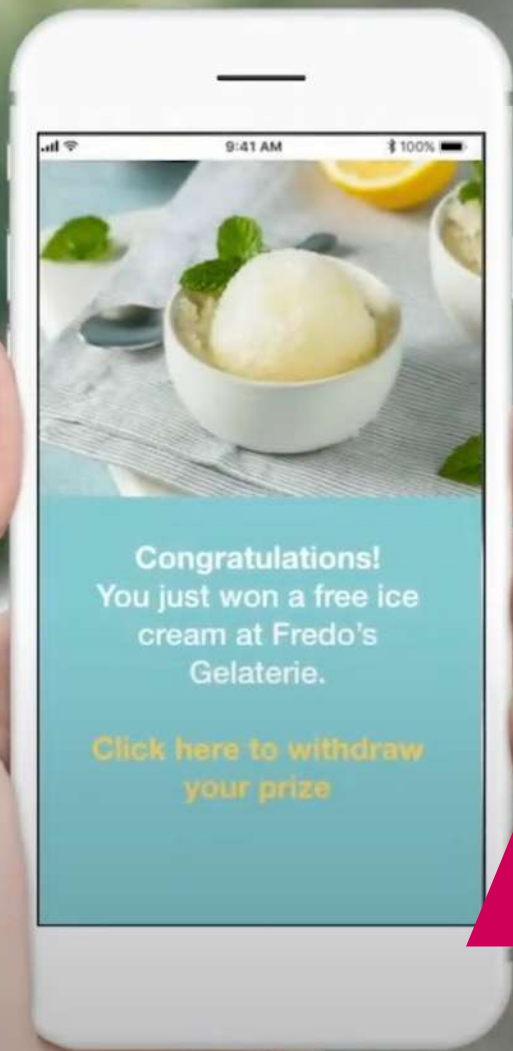 9:41 AM 100%
Congratulations!
You just won a free ice
cream at Fredo's
Gelaterie.
Click here to withdraw
your prize